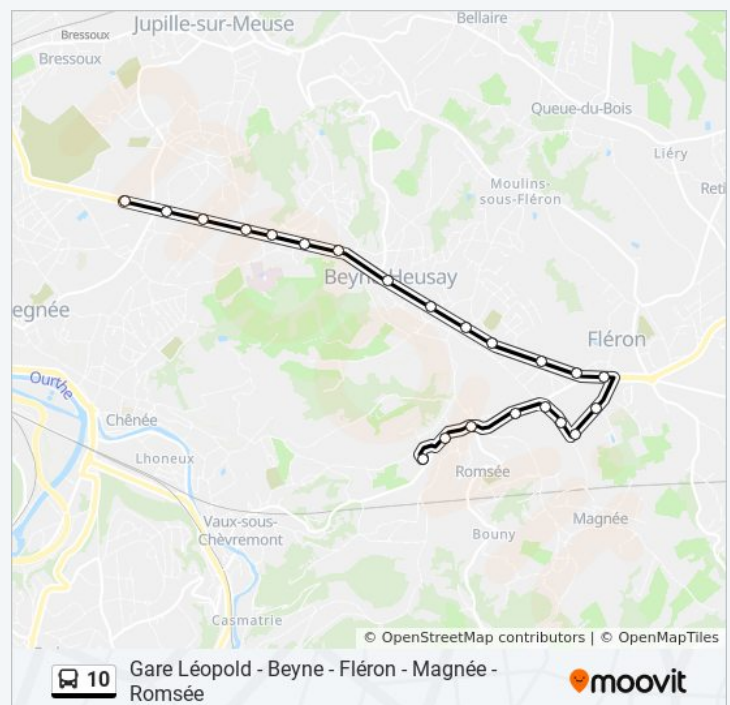 Jupille-sur-Meuse
Bellaire
Bressoux
Bressoux
Queue-du-Bois
Liéry
Moulins-
sous-Fléron
Reti
Beyne-Heusay
egnée
Fléron
Ourthe
Chênée
Lhoneux
Romsée
Vaux-sous-
Chèvremont
Magnée
Bouny
Casmatrie
© OpenStreetMap contributors | © OpenMapTiles
10
Gare Léopold - Beyne - Fléron - Magnée -
Romsée
moovit